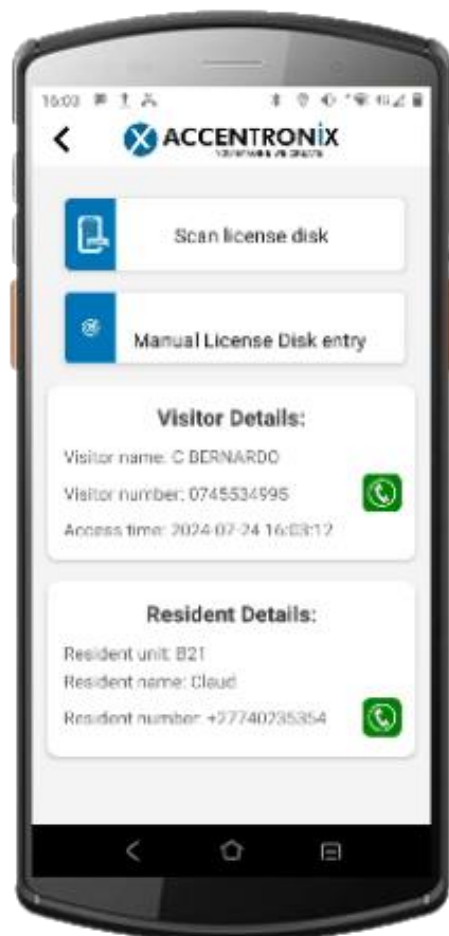 16:03
ACCENTRONIX
Scan license disk
Manual License Disk entry
Visitor Details:
Visitor name: C BERNARDO
Visitor number: 0745534995
Access time: 2024-07-24 16:03:12
Resident Details:
Resident unit: B21
Resident name: Claud
Resident number: +27740235354